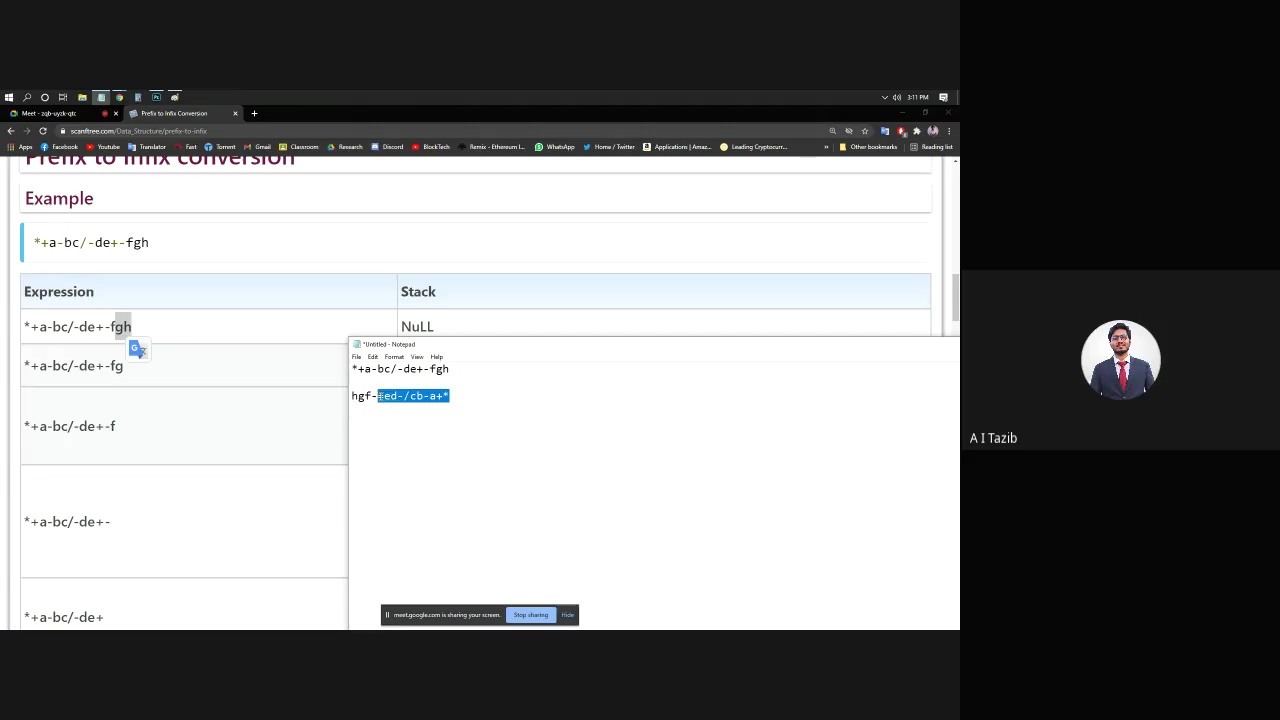 3:11 PM
Meet - zqb-uyzk-qtc
Prefix to Infix Conversion
scanftree.com/Data_Structure/prefix-to-infix
Apps Facebook Youtube Translator Fast Torrent Gmail Classroom Research Discord BlockTech Remix - Ethereum I... WhatsApp Home / Twitter Applications | Amaz... Leading Cryptocurr... » Other bookmarks Reading list
Prefix to Infix conversion
Example
*+a-bc/-de+-fgh
Expression Stack
*+a-bc/-de+-fgh NuLL
*+a-bc/-de+-fg
*+a-bc/-de+-f
*+a-bc/-de+-
*+a-bc/-de+
*Untitled - Notepad
File Edit Format View Help
*+a-bc/-de+-fgh
hgf-+ed-/cb-a+*
meet.google.com is sharing your screen. Stop sharing Hide
A I Tazib